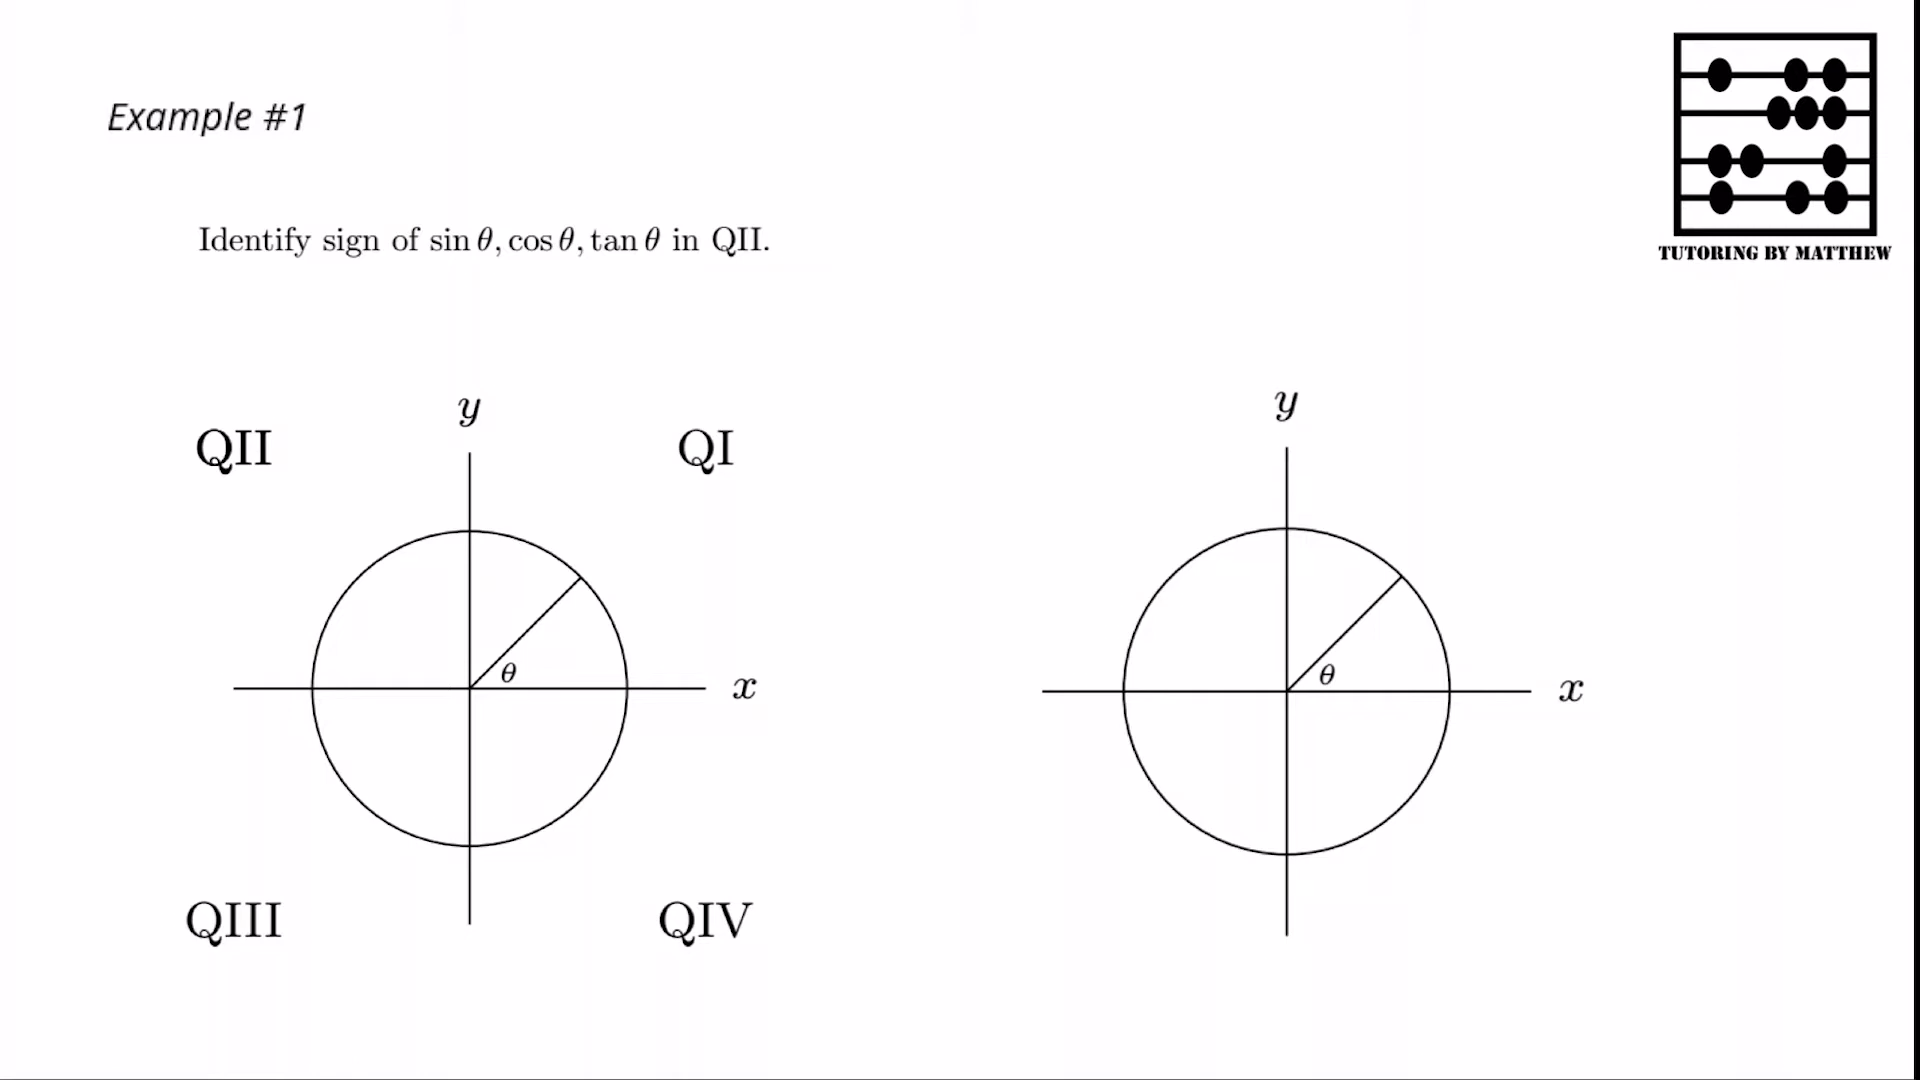 Example #1
TUTORING BY MATTHEW
Identify sign of sin θ, cos θ, tan θ in QII.
y
QII
QI
θ
x
QIII
QIV
y
θ
x